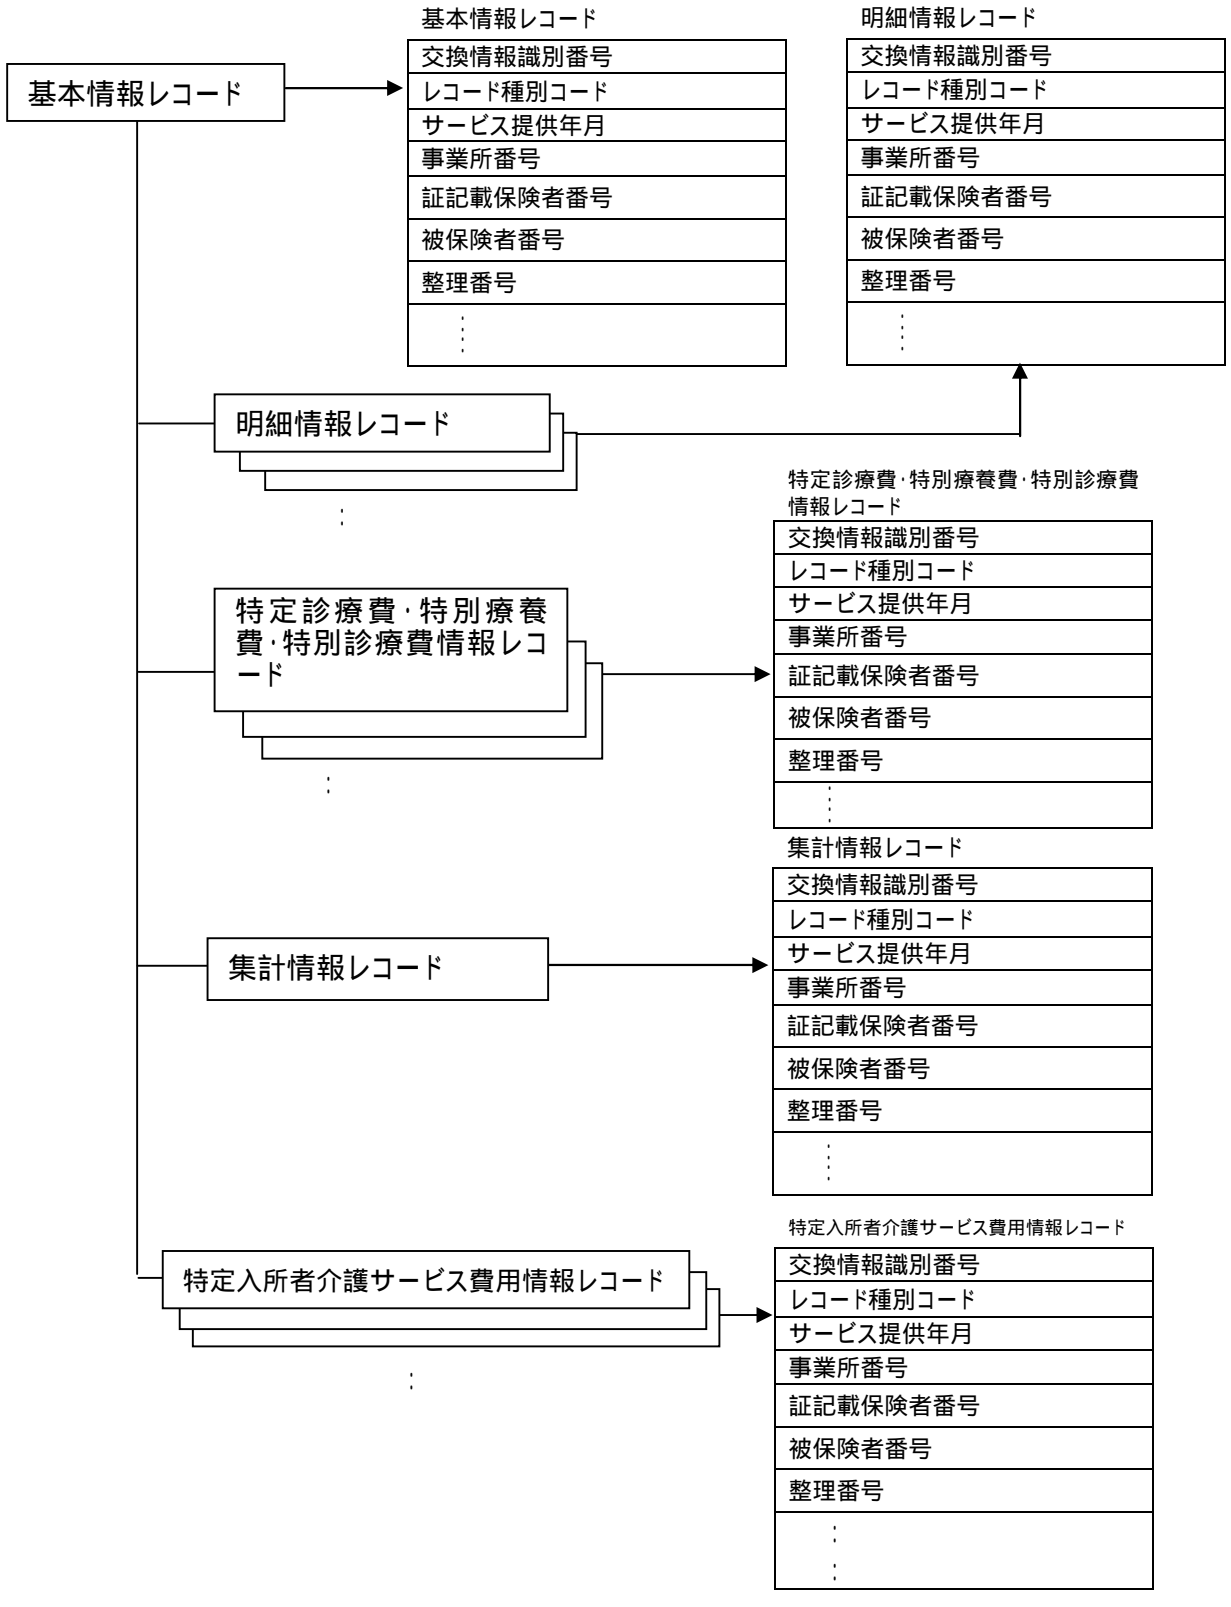 基本情報レコード
基本情報レコード
交換情報識別番号
レコード種別コード
サービス提供年月
事業所番号
証記載保険者番号
被保険者番号
整理番号
明細情報レコード
交換情報識別番号
レコード種別コード
サービス提供年月
事業所番号
証記載保険者番号
被保険者番号
整理番号
明細情報レコード
特定診療費・特別療養費・特別診療費
情報レコード
交換情報識別番号
レコード種別コード
サービス提供年月
事業所番号
証記載保険者番号
被保険者番号
整理番号
特定診療費・特別療養
費・特別診療費情報レコ
ード
集計情報レコード
交換情報識別番号
レコード種別コード
サービス提供年月
事業所番号
証記載保険者番号
被保険者番号
整理番号
集計情報レコード
特定入所者介護サービス費用情報レコード
交換情報識別番号
レコード種別コード
サービス提供年月
事業所番号
証記載保険者番号
被保険者番号
整理番号
特定入所者介護サービス費用情報レコード